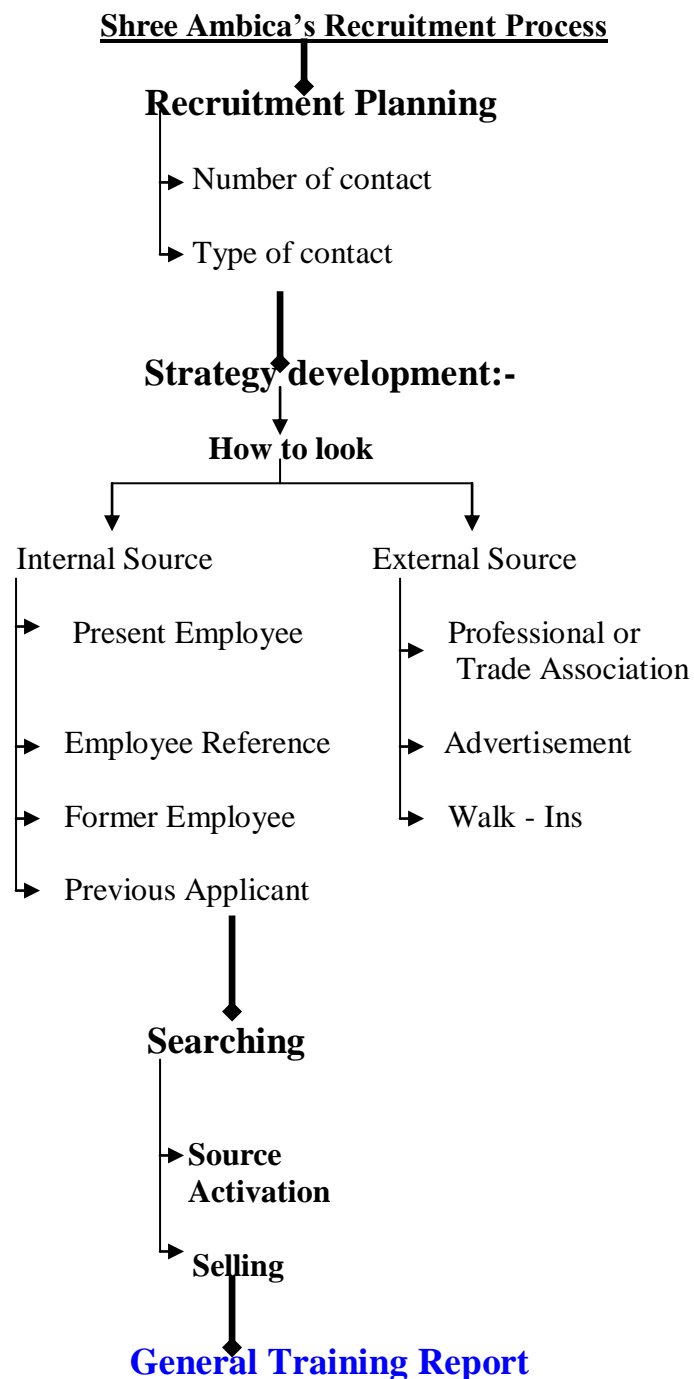 Shree Ambica’s Recruitment Process
Recruitment Planning
Number of contact
Type of contact
Strategy development:-
How to look
Internal Source
External Source
Present Employee
Employee Reference
Former Employee
Previous Applicant
Professional or
Trade Association
Advertisement
Walk - Ins
Searching
Source
Activation
Selling
General Training Report